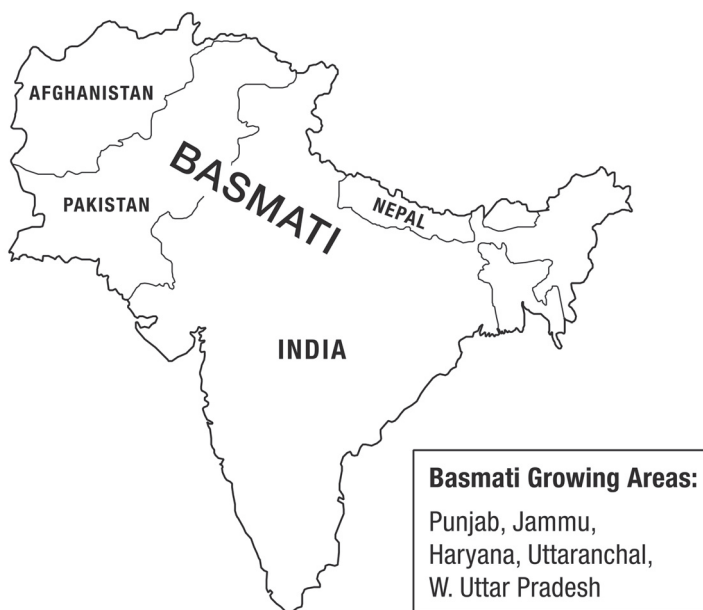 AFGHANISTAN
BASMATI
PAKISTAN
NEPAL
INDIA
Basmati Growing Areas:
Punjab, Jammu,
Haryana, Uttaranchal,
W. Uttar Pradesh